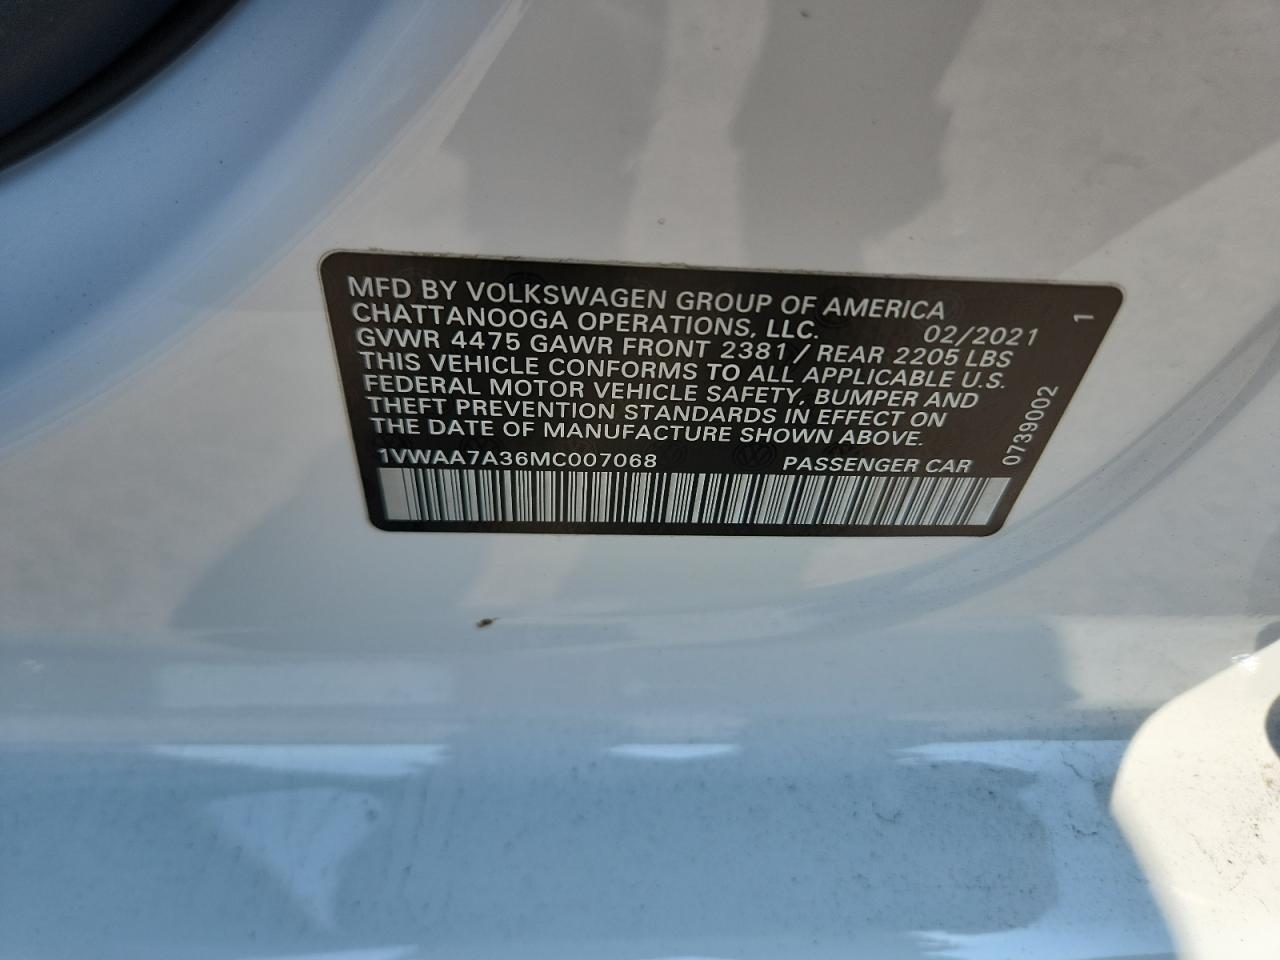 MFD BY VOLKSWAGEN GROUP OF AMERICA
CHATTANOOGA OPERATIONS, LLC. 02/2021 1
GVWR 4475 GAWR FRONT 2381 / REAR 2205 LBS
THIS VEHICLE CONFORMS TO ALL APPLICABLE U.S.
FEDERAL MOTOR VEHICLE SAFETY, BUMPER AND
THEFT PREVENTION STANDARDS IN EFFECT ON
THE DATE OF MANUFACTURE SHOWN ABOVE.
1VWAA7A36MC007068 PASSENGER CAR
0739002